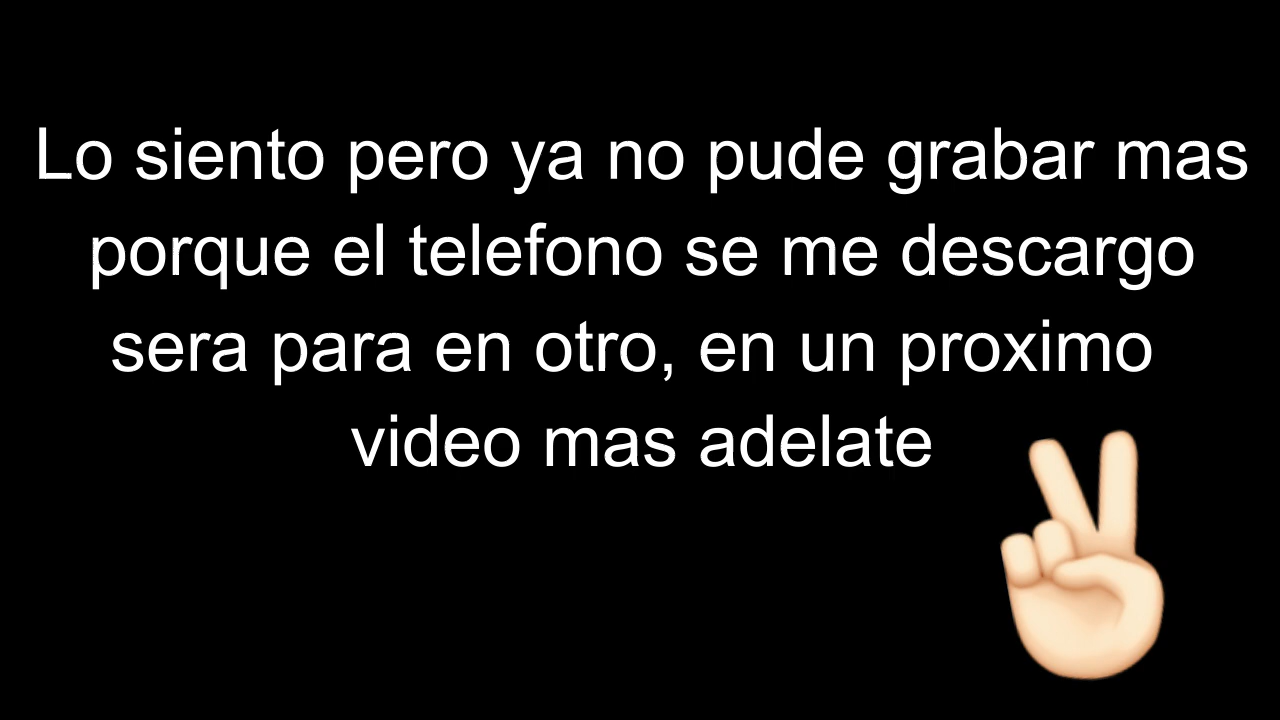 Lo siento pero ya no pude grabar mas
porque el telefono se me descargo
sera para en otro, en un proximo
video mas adelate